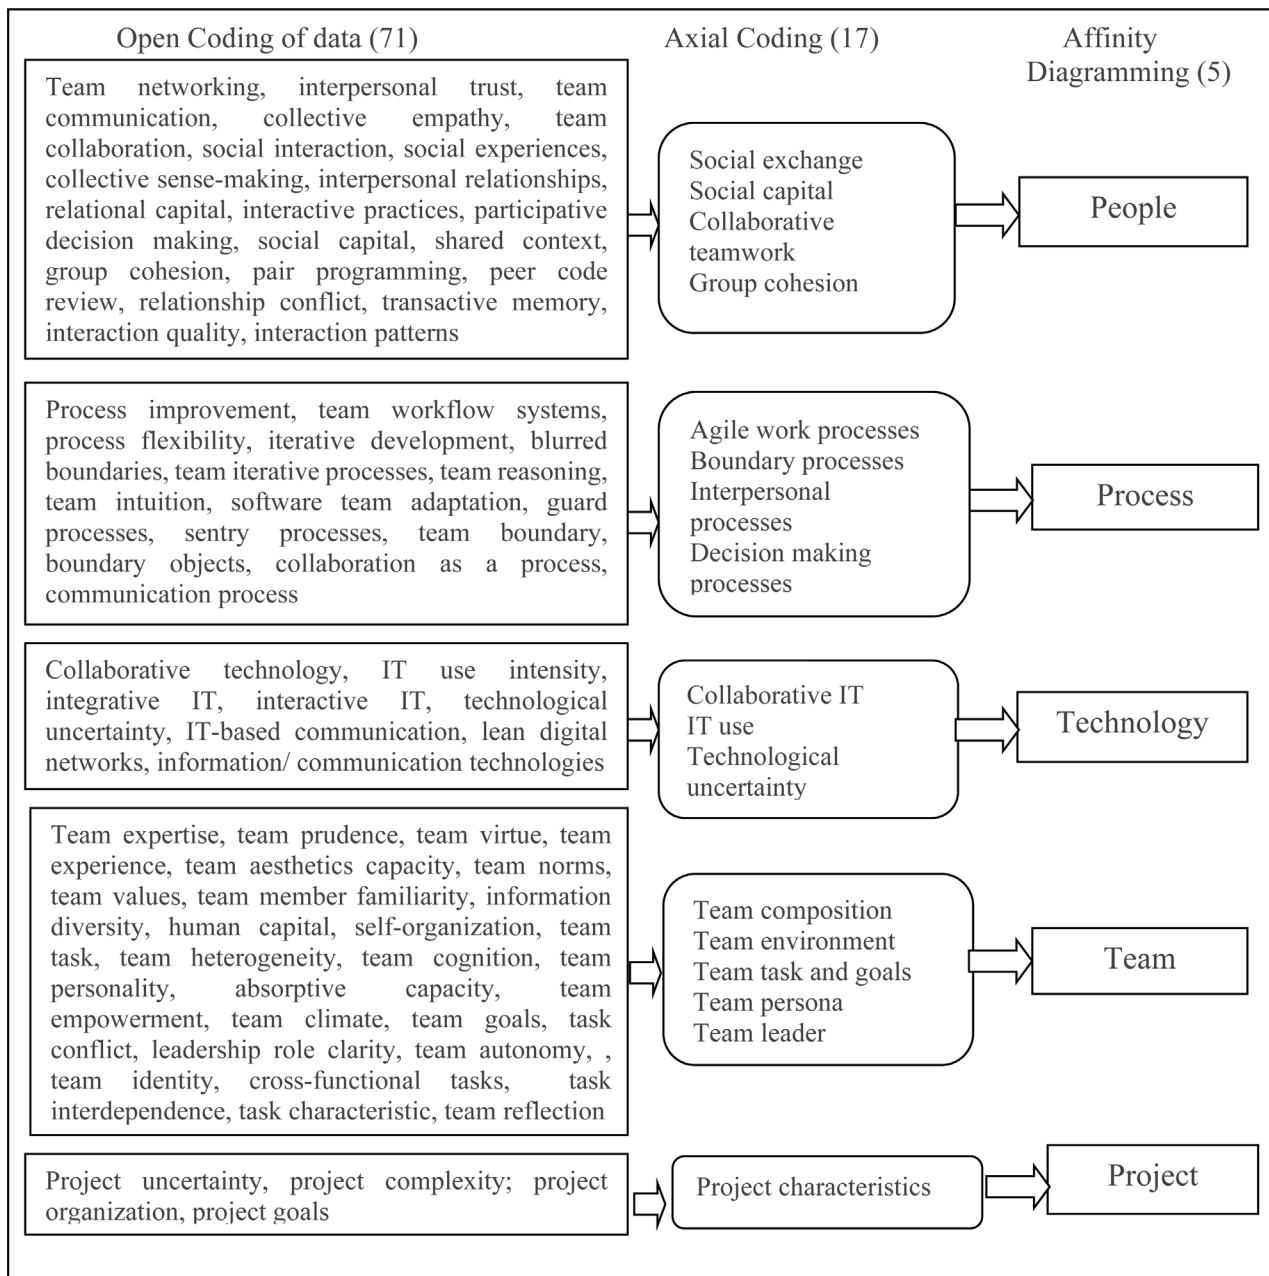 Open Coding of data (71)
Axial Coding (17)
Affinity
Diagramming (5)
Team networking, interpersonal trust, team
communication, collective empathy, team
collaboration, social interaction, social experiences,
collective sense-making, interpersonal relationships,
relational capital, interactive practices, participative
decision making, social capital, shared context,
group cohesion, pair programming, peer code
review, relationship conflict, transactive memory,
interaction quality, interaction patterns
Social exchange
Social capital
Collaborative
teamwork
Group cohesion
People
Process improvement, team workflow systems,
process flexibility, iterative development, blurred
boundaries, team iterative processes, team reasoning,
team intuition, software team adaptation, guard
processes, sentry processes, team boundary,
boundary objects, collaboration as a process,
communication process
Agile work processes
Boundary processes
Interpersonal
processes
Decision making
processes
Process
Collaborative technology, IT use intensity,
integrative IT, interactive IT, technological
uncertainty, IT-based communication, lean digital
networks, information/ communication technologies
Collaborative IT
IT use
Technological
uncertainty
Technology
Team expertise, team prudence, team virtue, team
experience, team aesthetics capacity, team norms,
team values, team member familiarity, information
diversity, human capital, self-organization, team
task, team heterogeneity, team cognition, team
personality, absorptive capacity, team
empowerment, team climate, team goals, task
conflict, leadership role clarity, team autonomy, ,
team identity, cross-functional tasks, task
interdependence, task characteristic, team reflection
Team composition
Team environment
Team task and goals
Team persona
Team leader
Team
Project uncertainty, project complexity; project
organization, project goals
Project characteristics
Project